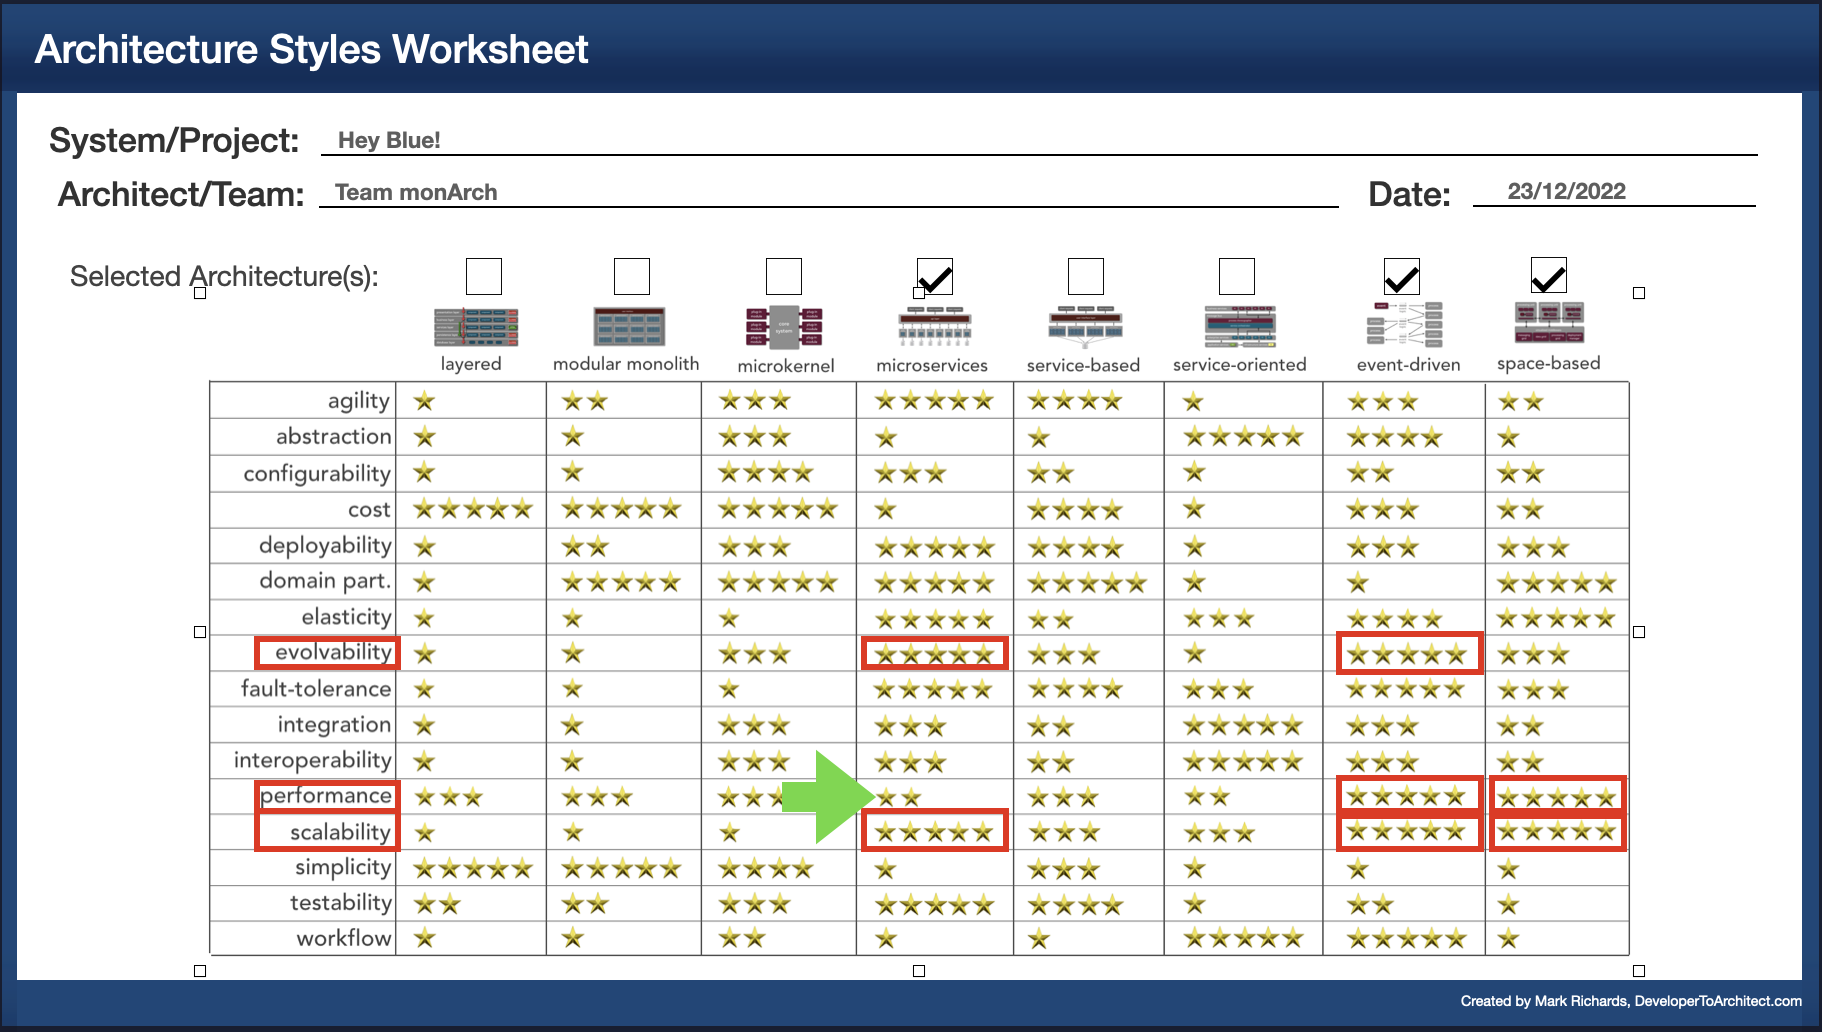 Architecture Styles Worksheet
System/Project: Hey Blue!
Architect/Team: Team monArch Date: 23/12/2022
Selected Architecture(s):
core
system
layered modular monolith microkernel microservices service-based service-oriented event-driven space-based
agility
abstraction
configurability
cost
deployability
domain part.
elasticity
evolvability
fault-tolerance
integration
interoperability
performance
scalability
simplicity
testability
workflow
Created by Mark Richards, DeveloperToArchitect.com